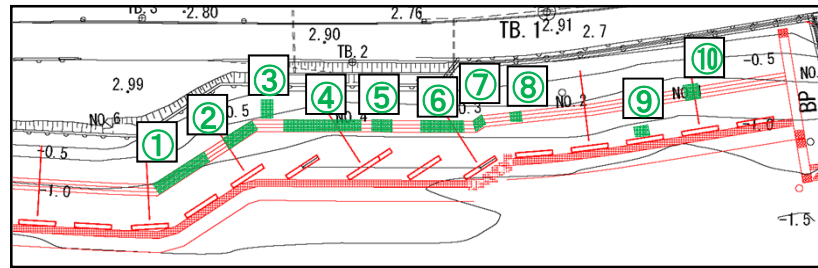 TB. 3
2.80
2.76
2.90
TB. 2
TB. 1
2.91
2.7
2.99
③
⑦
⑩
-0.5
NO.
④
⑤
⑥
⑧
NO. 6
②
0.5
NO. 4
0.3
NO. 2
①
⑨
BP
-0.5
-1.0
-1.0
-1.5